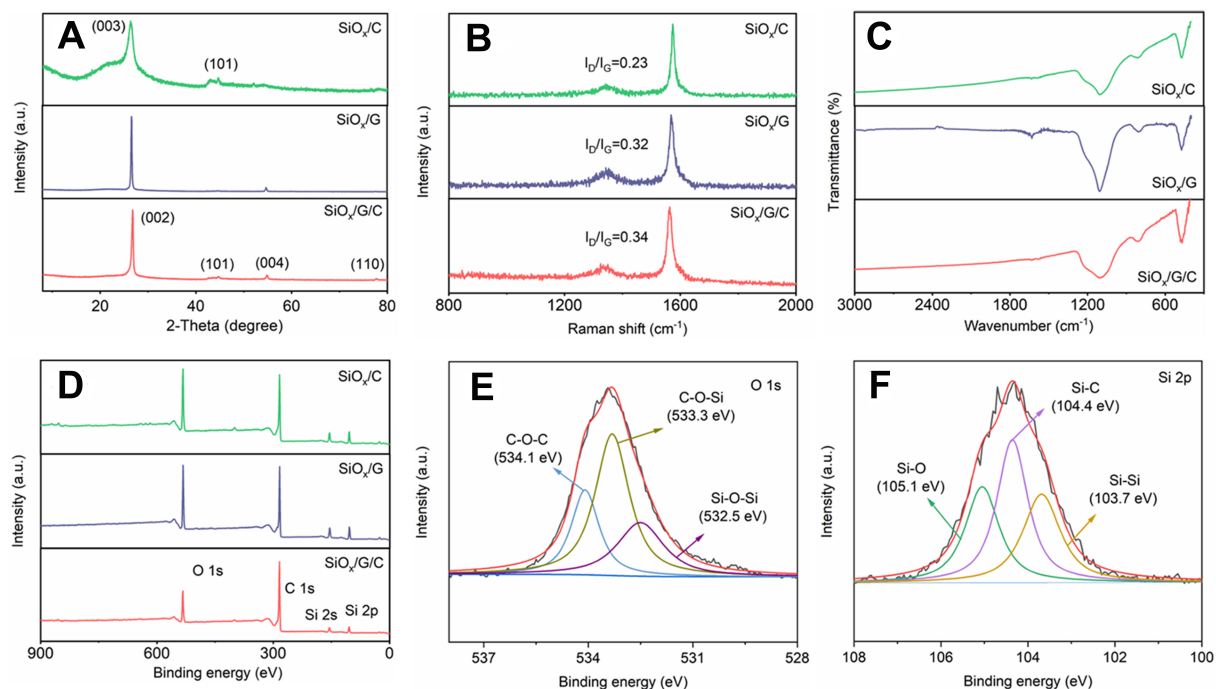 A
(003)
SiOx/C
(101)
SiOx/G
SiOx/G/C
(002)
(101)
(004)
(110)
Intensity (a.u.)
20
40
60
80
2-Theta (degree)
B
SiOx/C
ID/IG=0.23
SiOx/G
ID/IG=0.32
SiOx/G/C
ID/IG=0.34
Intensity (a.u.)
800
1200
1600
2000
Raman shift (cm-1)
C
SiOx/C
SiOx/G
SiOx/G/C
Transmittance (%)
3000
2400
1800
1200
600
Wavenumber (cm-1)
D
SiOx/C
SiOx/G
SiOx/G/C
O 1s
C 1s
Si 2s
Si 2p
Intensity (a.u.)
900
600
300
0
Binding energy (eV)
E
O 1s
C-O-Si
(533.3 eV)
C-O-C
(534.1 eV)
Si-O-Si
(532.5 eV)
Intensity (a.u.)
537
534
531
528
Binding energy (eV)
F
Si 2p
Si-C
(104.4 eV)
Si-O
(105.1 eV)
Si-Si
(103.7 eV)
Intensity (a.u.)
108
106
104
102
100
Binding energy (eV)